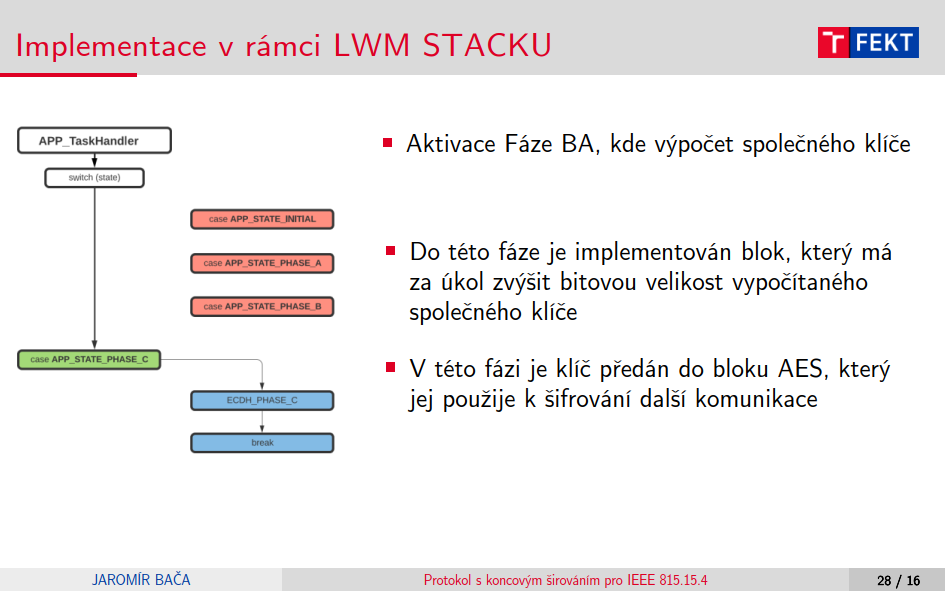 Implementace v rámci LWM STACKU
T FEKT
APP_TaskHandler
switch (state)
case APP_STATE_INITIAL
case APP_STATE_PHASE_A
case APP_STATE_PHASE_B
case APP_STATE_PHASE_C
ECDH_PHASE_C
break
Aktivace Fáze BA, kde výpočet společného klíče
Do této fáze je implementován blok, který má
za úkol zvýšit bitovou velikost vypočítaného
společného klíče
V této fázi je klíč předán do bloku AES, který
jej použije k šifrování další komunikace
JAROMÍR BAČA
Protokol s koncovým širováním pro IEEE 815.15.4
28 / 16